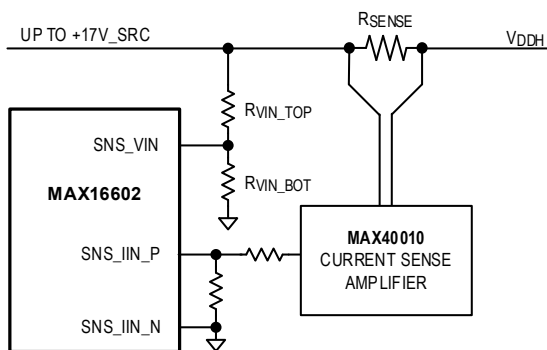 RSENSE
UP TO +17V_SRC
VDDH
RVIN_TOP
SNS_VIN
RVIN_BOT
MAX16602
SNS_IIN_P
MAX40010
CURRENT SENSE
AMPLIFIER
SNS_IIN_N